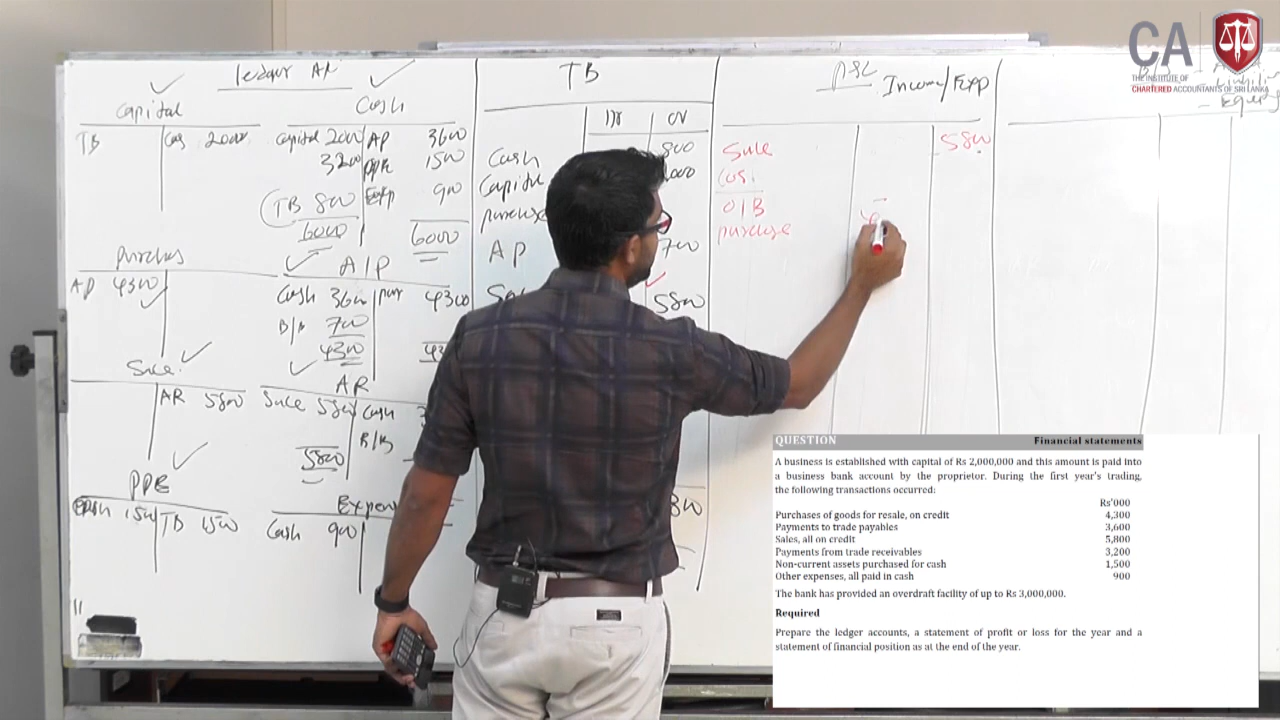 CA
THE INSTITUTE OF
CHARTERED ACCOUNTANTS OF SRI LANKA
ledger
Capital
Cash
TB
2000
Capital 2000
3200
TB 800
6000
AP 3600
PPE 1500
Exp 900
6000
Purchas
AP 4300
A/P
Cash 3600
B/B 700
4300
Pur 4300
Sale
AR 5800
AR
Sale 5800
5800
Cash
B/B
PPE
1500
TB 1500
Cash 900
TB
Dr
Cr
Cash
800
Capital
purchase
AP
700
5800
P&L
Income/Exp
Sale
5800
Cos.
O/B
purchase
QUESTION
Financial statements
A business is established with capital of Rs 2,000,000 and this amount is paid into
a business bank account by the proprietor. During the first year's trading,
the following transactions occurred:
Rs'000
Purchases of goods for resale, on credit 4,300
Payments to trade payables 3,600
Sales, all on credit 5,800
Payments from trade receivables 3,200
Non-current assets purchased for cash 1,500
Other expenses, all paid in cash 900
The bank has provided an overdraft facility of up to Rs 3,000,000.
Required
Prepare the ledger accounts, a statement of profit or loss for the year and a
statement of financial position as at the end of the year.